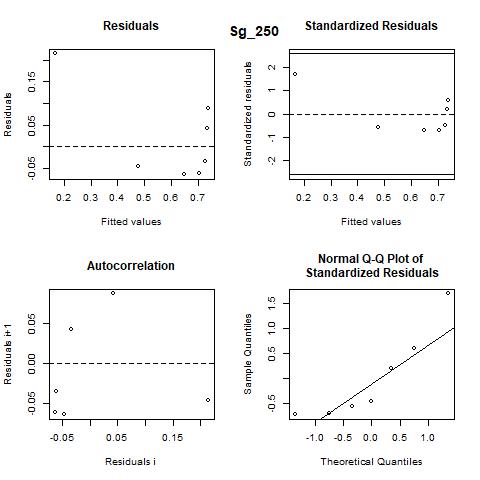 Sg_250
Residuals
Residuals
-0.05
0.05
0.15
0.2
0.3
0.4
0.5
0.6
0.7
Fitted values
Standardized Residuals
Standardized residuals
-2
-1
0
1
2
0.2
0.3
0.4
0.5
0.6
0.7
Fitted values
Autocorrelation
Residuals i+1
-0.05
0.00
0.05
-0.05
0.05
0.15
Residuals i
Normal Q-Q Plot of
Standardized Residuals
Sample Quantiles
-0.5
0.5
1.0
1.5
-1.0
-0.5
0.0
0.5
1.0
Theoretical Quantiles